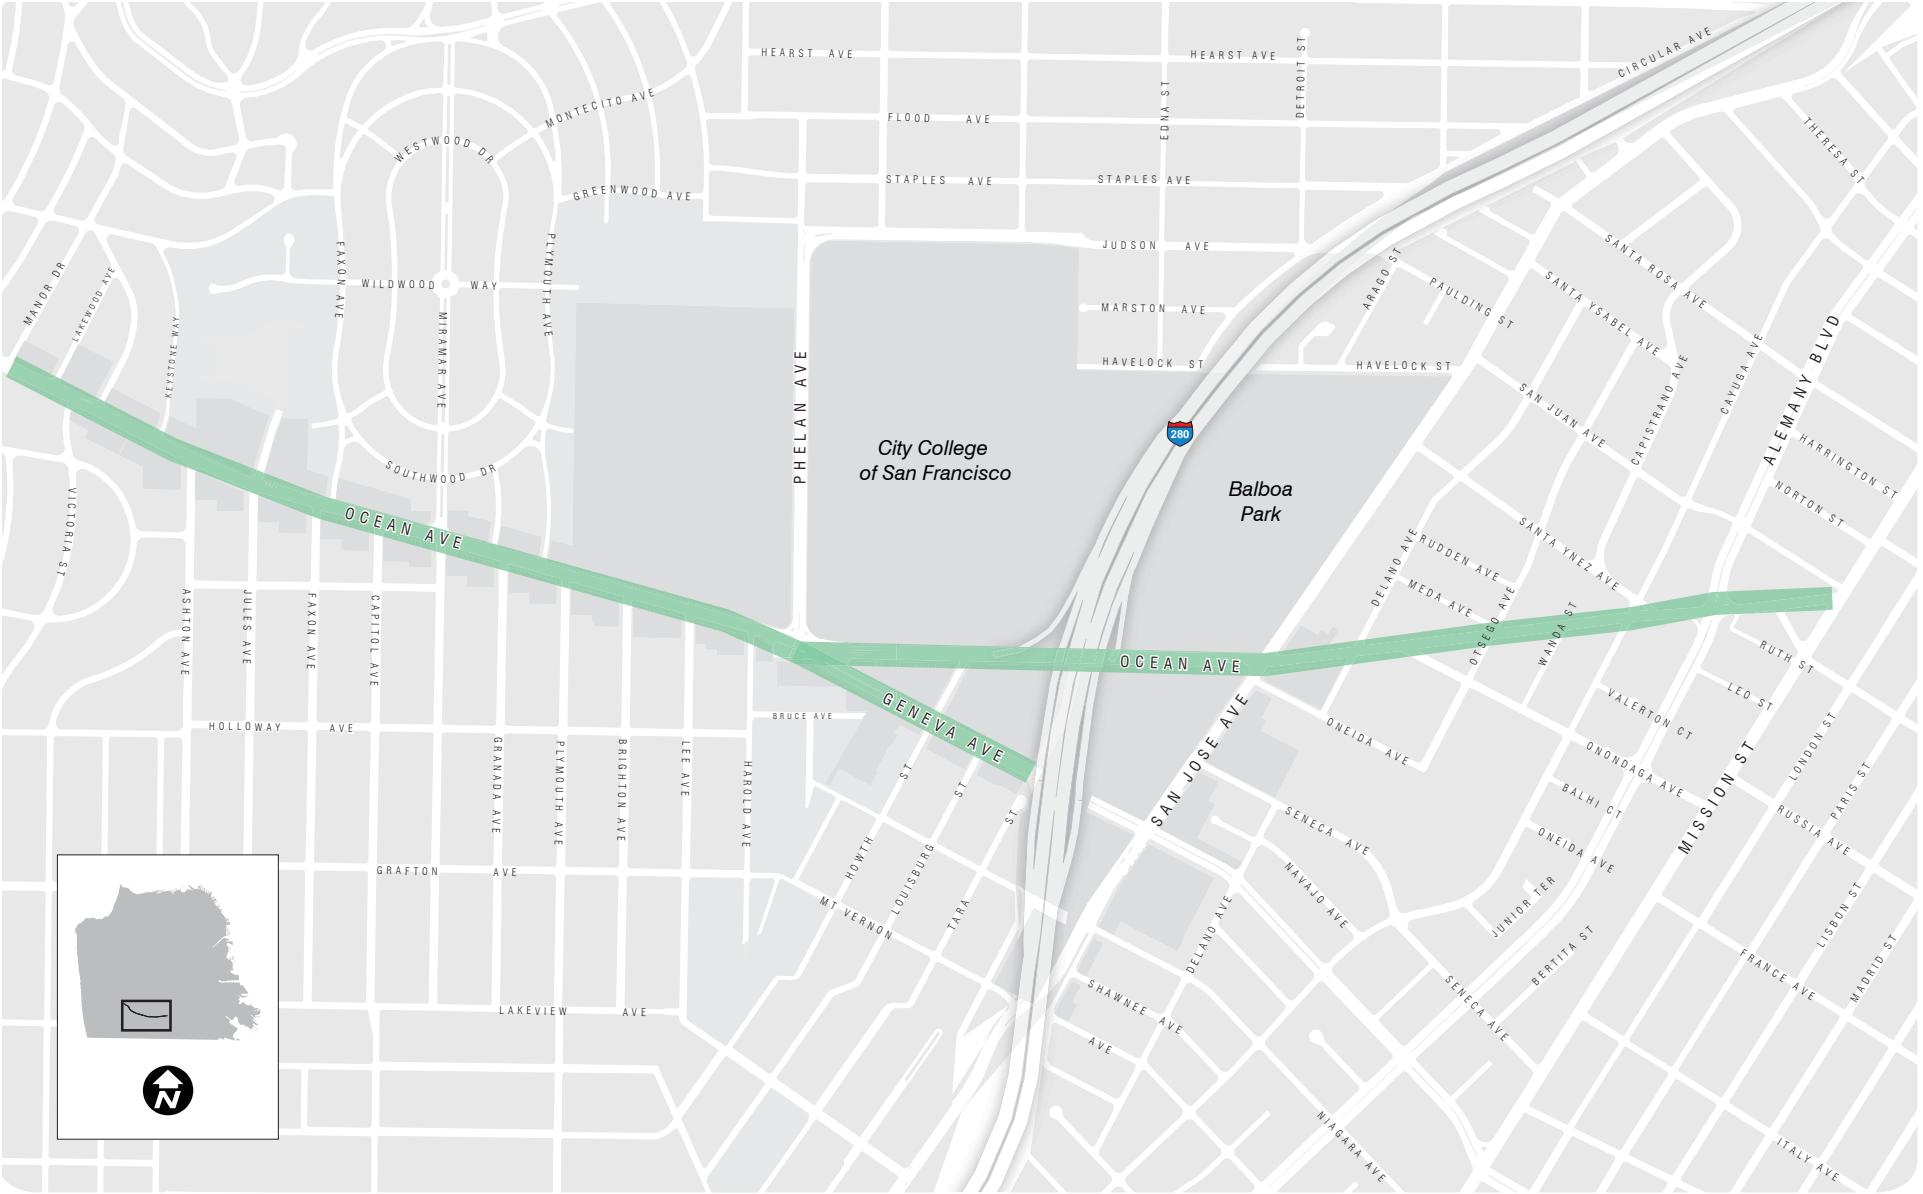 HEARST AVE
HEARST AVE
DETROIT ST
CIRCULAR AVE
MONTECITO AVE
FLOOD AVE
EDNA ST
THERESA ST
WESTWOOD DR
GREENWOOD AVE
STAPLES AVE
STAPLES AVE
JUDSON AVE
SANTA ROSA AVE
MANOR DR
LAKEWOOD AVE
FAXON AVE
WILDWOOD WAY
PLYMOUTH AVE
ARAGO ST
PAULDING ST
SANTA YSABEL AVE
KEYSTONE WAY
MIRAMAR AVE
MARSTON AVE
PHELAN AVE
HAVELOCK ST
HAVELOCK ST
CAPISTRANO AVE
CAYUGA AVE
ALEMANY BLVD
SAN JUAN AVE
280
City College
of San Francisco
Balboa
Park
HARRINGTON ST
NORTON ST
SOUTHWOOD DR
VICTORIA ST
OCEAN AVE
DELANO AVE
RUDDEN AVE
MEDA AVE
SANTA YNEZ AVE
OTSEGO AVE
WANDA ST
ASHTON AVE
JULES AVE
FAXON AVE
CAPITOL AVE
OCEAN AVE
RUTH ST
LEO ST
GENEVA AVE
BRUCE AVE
HOLLOWAY AVE
SAN JOSE AVE
ONEIDA AVE
VALERTON CT
ONONDAGA AVE
LONDON ST
MISSION ST
GRANADA AVE
PLYMOUTH AVE
BRIGHTON AVE
LEE AVE
HAROLD AVE
HOWTH ST
LOUISBURG ST
TARA ST
SENECA AVE
BALHI CT
ONEIDA AVE
PARIS ST
RUSSIA AVE
GRAFTON AVE
MT VERNON
NAVAJO AVE
JUNIOR TER
DELANO AVE
LISBON ST
MADRID ST
BERTITA ST
FRANCE AVE
SHAWNEE AVE
SENECA AVE
LAKEVIEW AVE
AVE
N
NIAGARA AVE
ITALY AVE